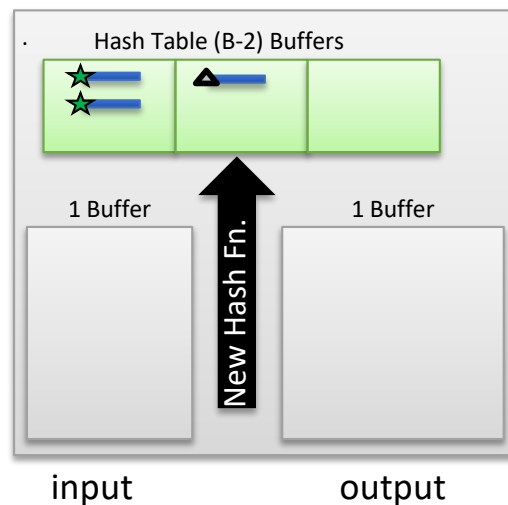 .
Hash Table (B-2) Buffers
1 Buffer
1 Buffer
New Hash Fn.
input
output